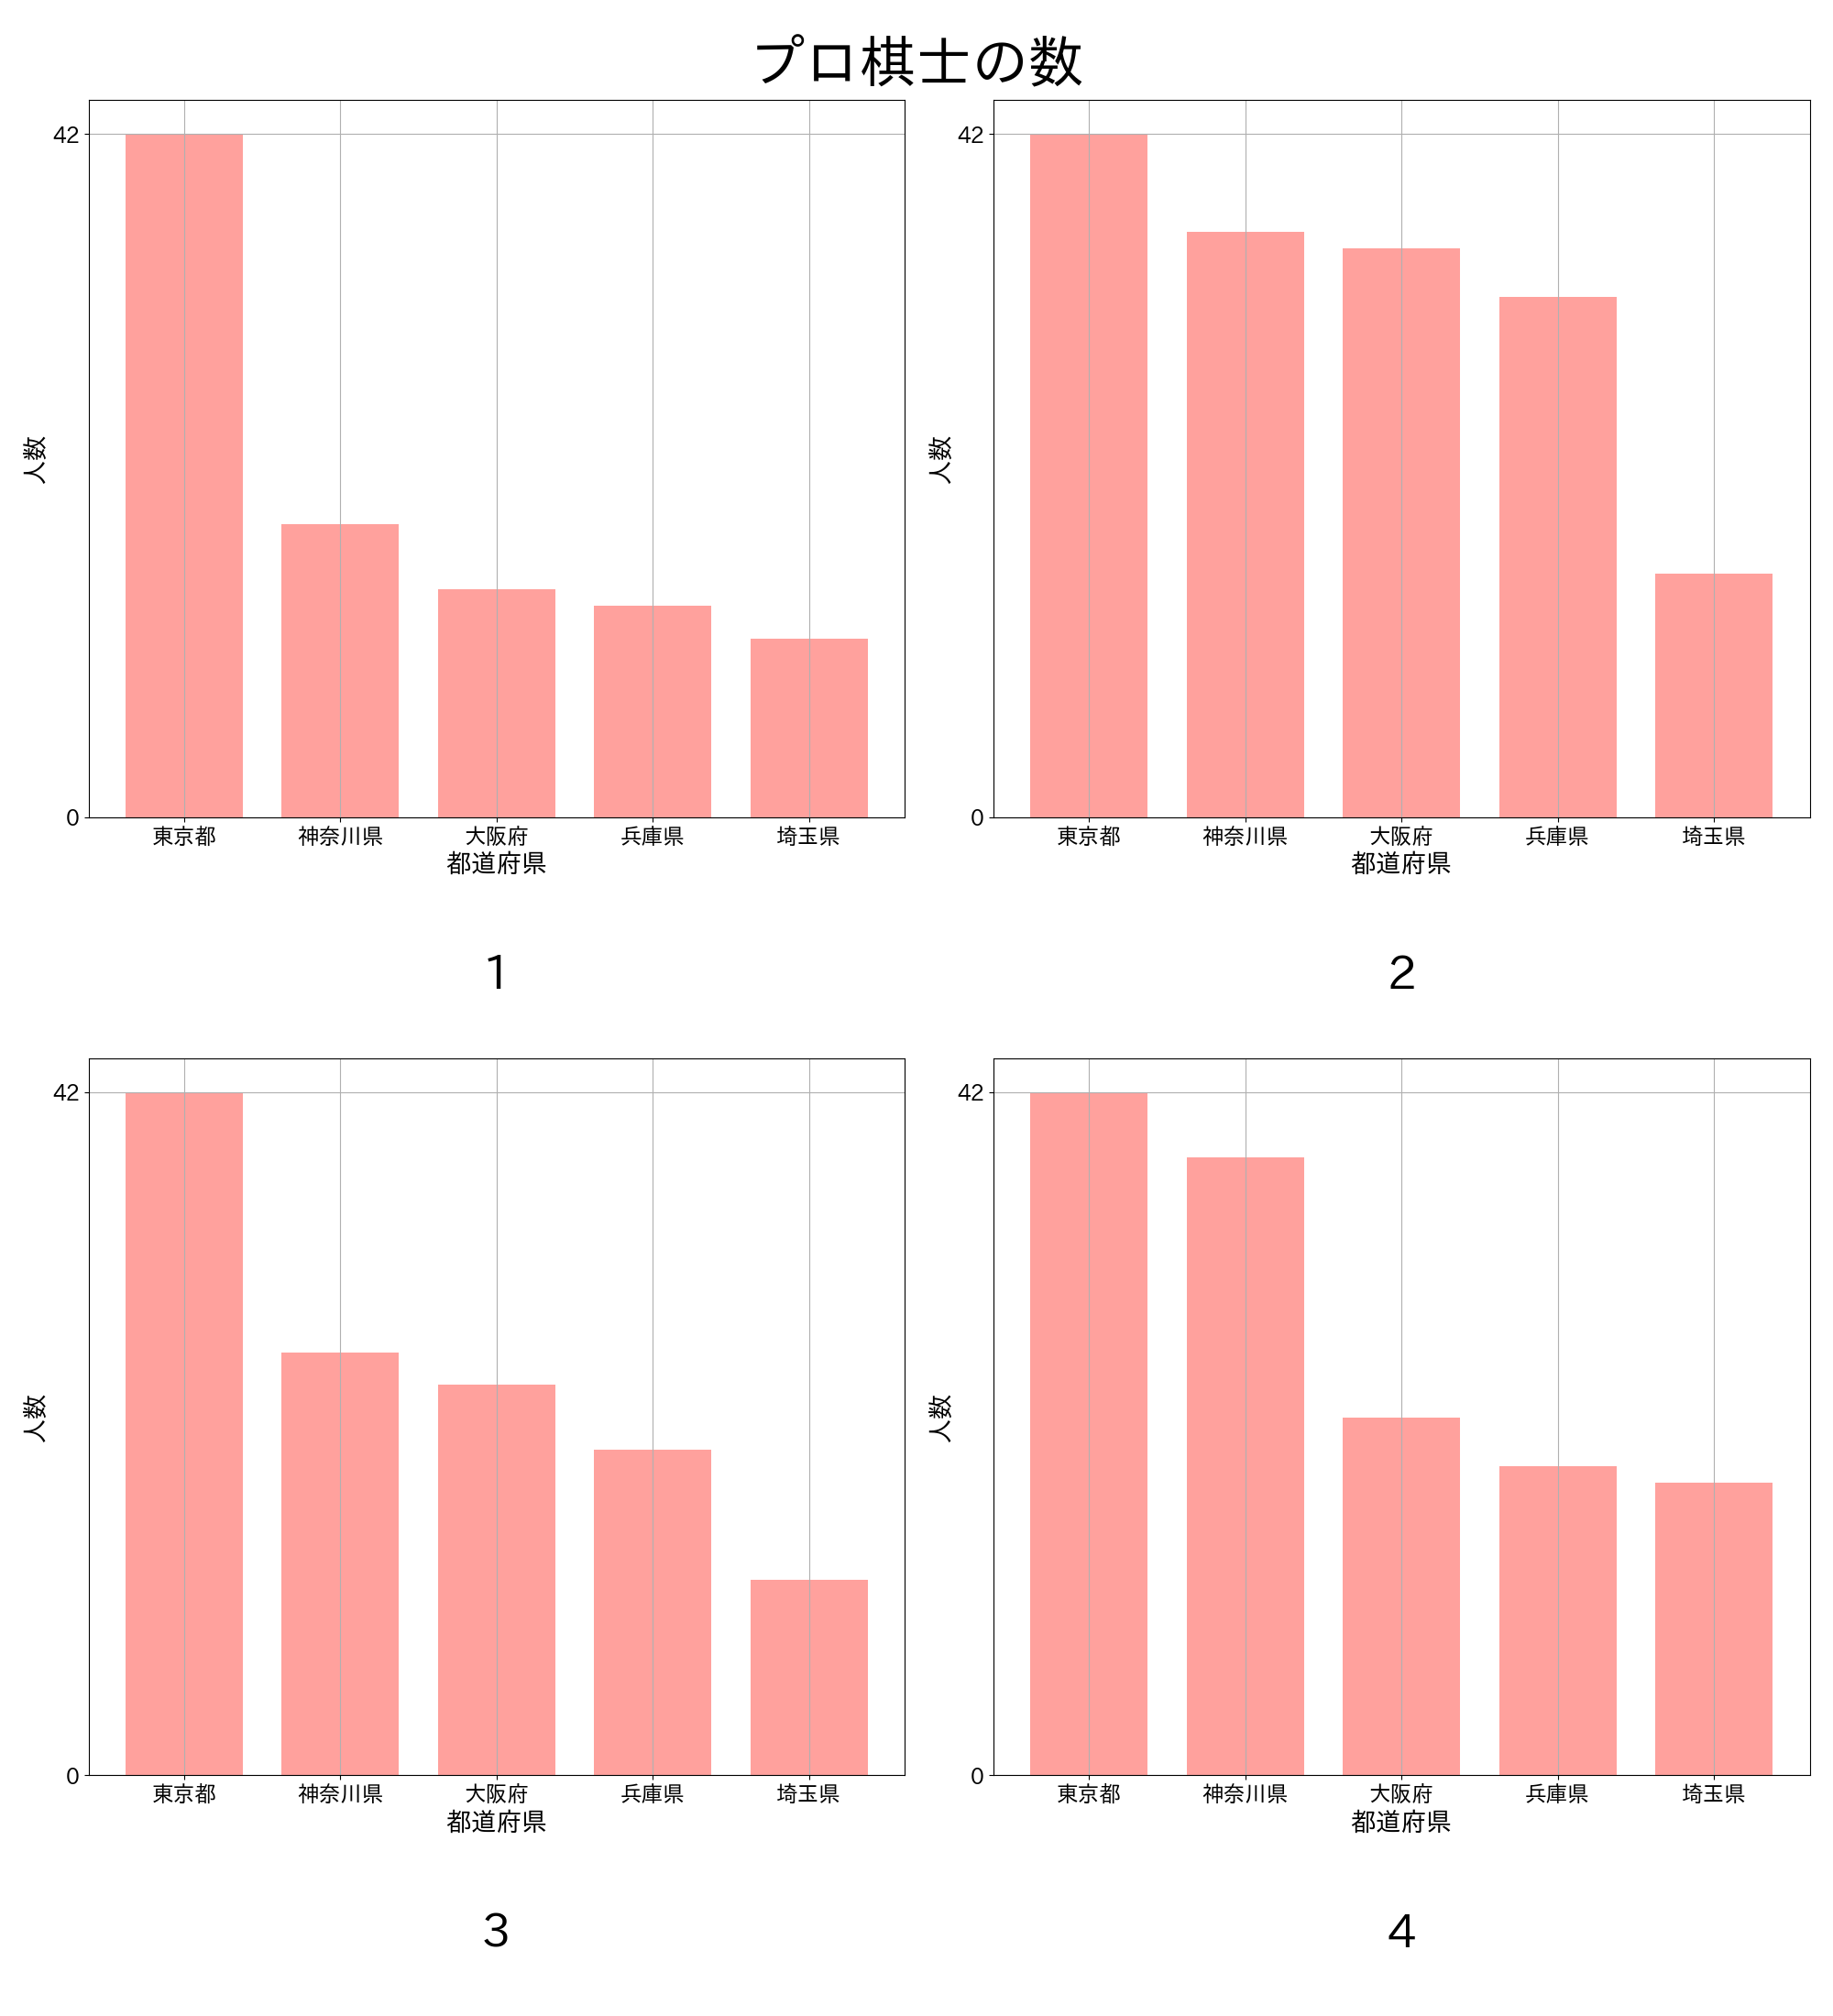 プロ棋士の数
42
0
人数
東京都 神奈川県 大阪府 兵庫県 埼玉県
都道府県
1
42
0
人数
東京都 神奈川県 大阪府 兵庫県 埼玉県
都道府県
2
42
0
人数
東京都 神奈川県 大阪府 兵庫県 埼玉県
都道府県
3
42
0
人数
東京都 神奈川県 大阪府 兵庫県 埼玉県
都道府県
4